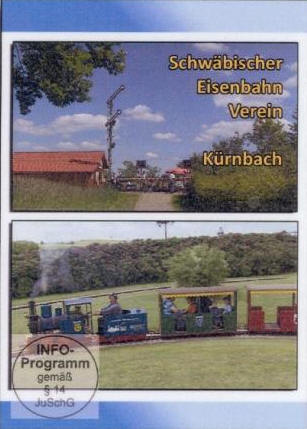 Schwäbischer
Eisenbahn
Verein
Kürnbach
INFO-
Programm
gemäß
§ 14
JuSchG